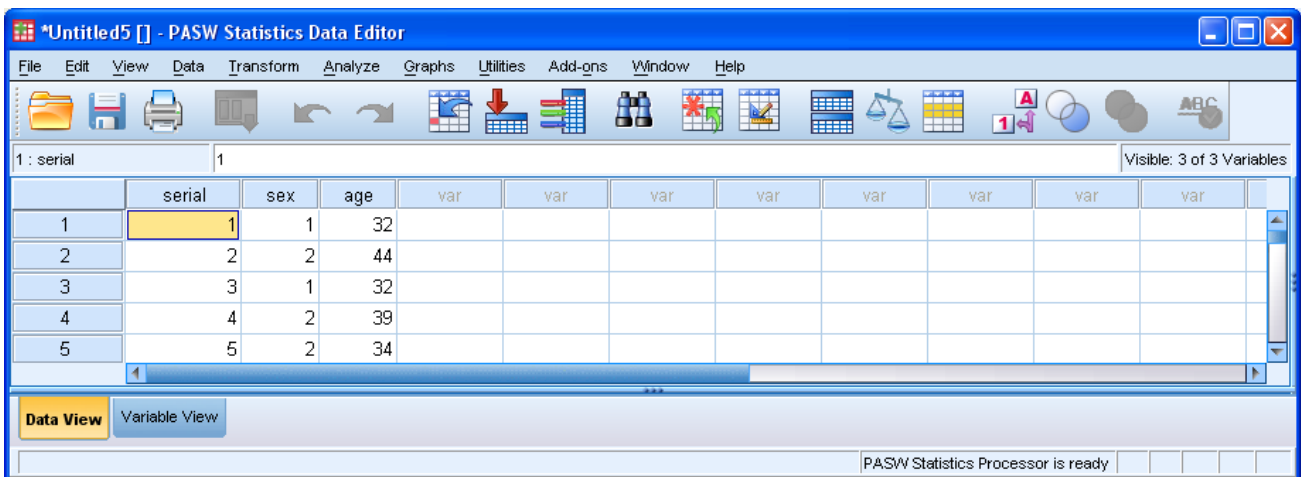 *Untitled5 [] - PASW Statistics Data Editor
File Edit View Data Transform Analyze Graphs Utilities Add-ons Window Help
A
1
ABC
1 : serial 1 Visible: 3 of 3 Variables
serial sex age var var var var var var var var
1 1 1 32
2 2 2 44
3 3 1 32
4 4 2 39
5 5 2 34
Data View Variable View
PASW Statistics Processor is ready